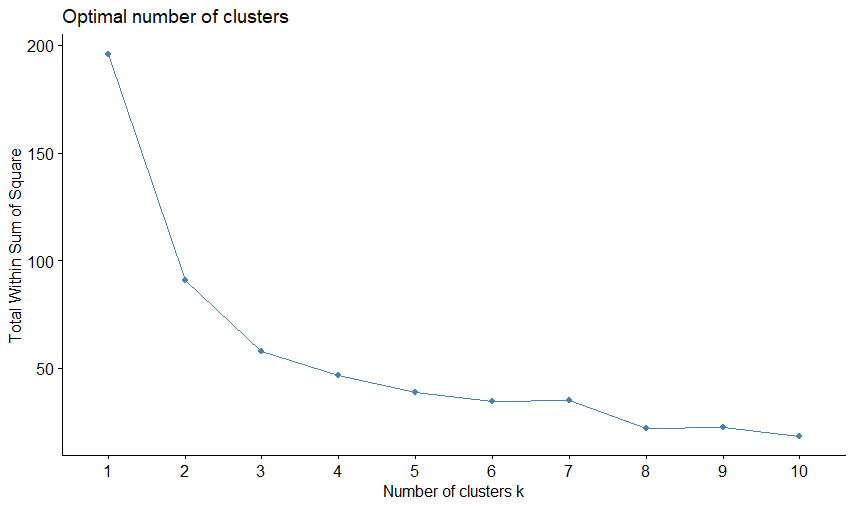 Optimal number of clusters
Total Within Sum of Square
200
150
100
50
1 2 3 4 5 6 7 8 9 10
Number of clusters k